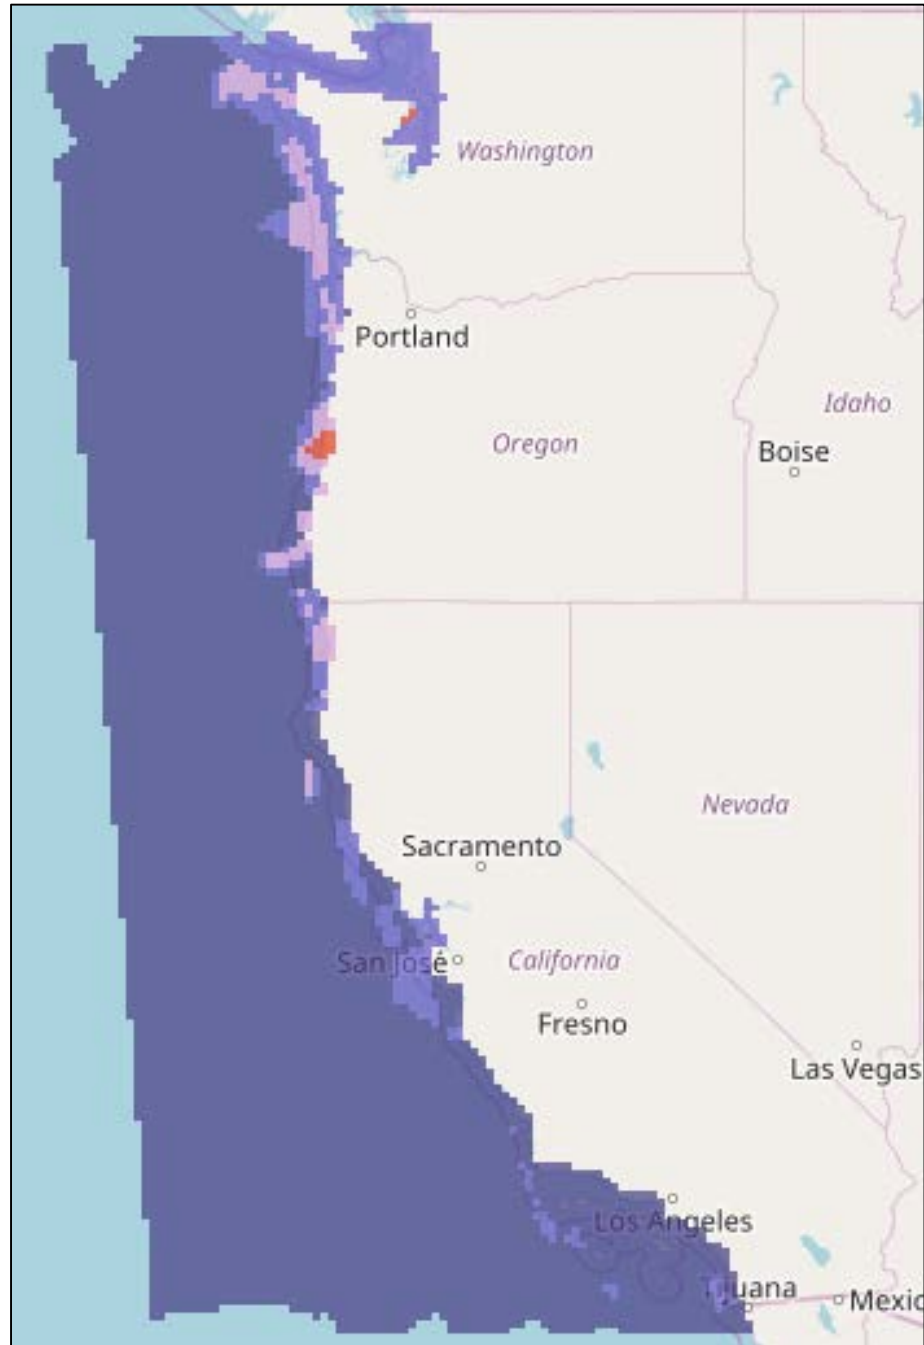 Washington
Portland
Idaho
Oregon
Boise
Nevada
Sacramento
San José
California
Fresno
Las Vegas
Los Angeles
Tijuana
Mexic